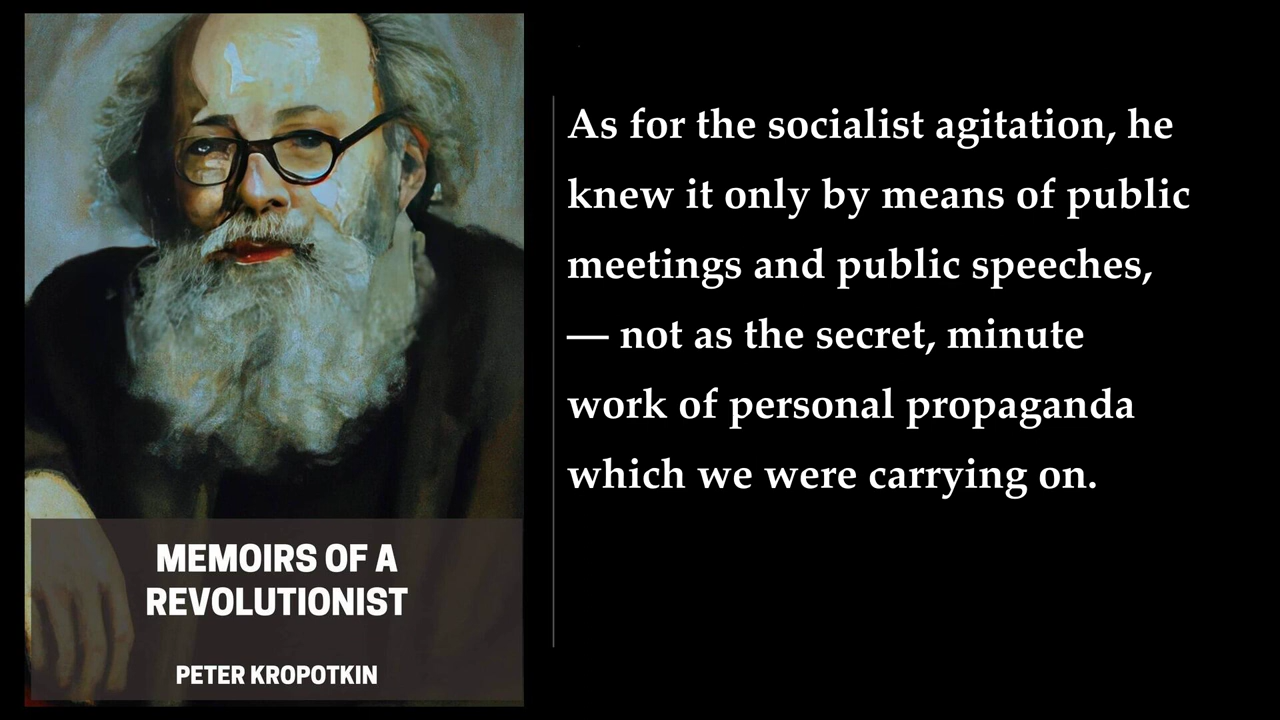 MEMOIRS OF A
REVOLUTIONIST
PETER KROPOTKIN
As for the socialist agitation, he
knew it only by means of public
meetings and public speeches,
— not as the secret, minute
work of personal propaganda
which we were carrying on.